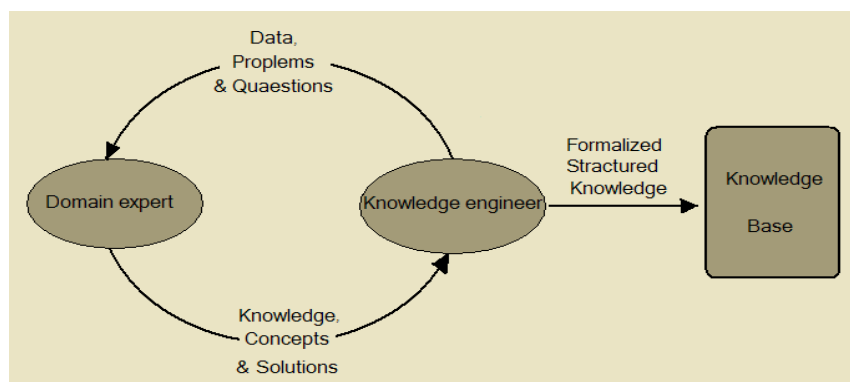 Data,
Proplems
& Quaestions
Formalized
Stractured
Knowledge
Knowledge
Base
Domain expert
Knowledge engineer
Knowledge,
Concepts
& Solutions